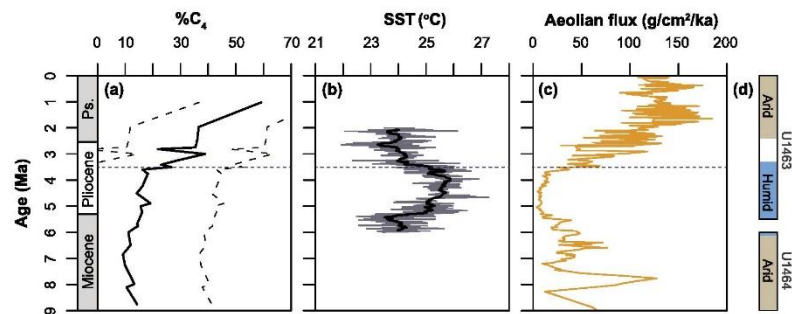 %C4 SST (ºC) Aeolian flux (g/cm²/ka)
0 10 30 50 70 21 23 25 27 0 50 100 150 200
(a) (b) (c) (d)
Age (Ma)
0
1
2
3
4
5
6
7
8
9
Ps.
Pliocene
Miocene
Arid
Humid
Arid
U1463
U1464